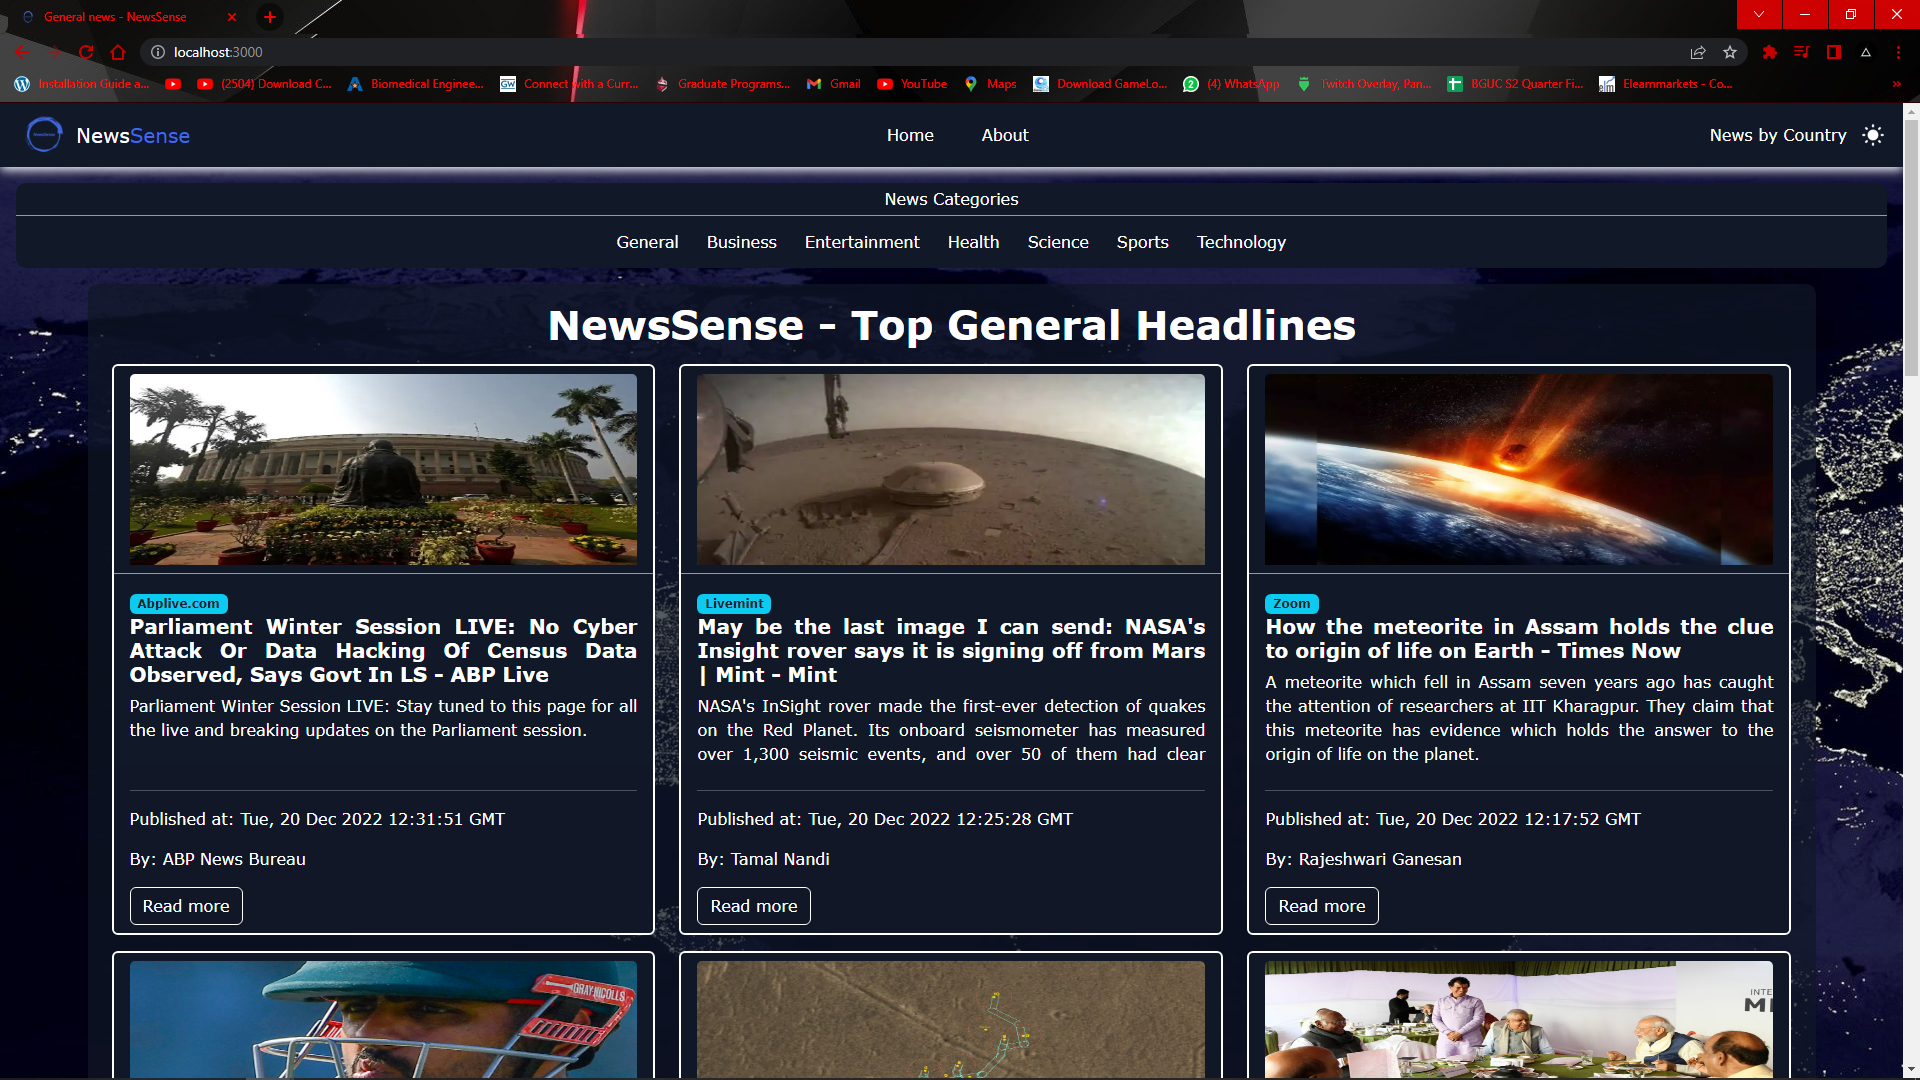 General news - NewsSense
localhost:3000
Installation Guide a...
(2504) Download C...
Biomedical Enginee...
Connect with a Curr...
Graduate Programs...
Gmail
YouTube
Maps
Download GameLo...
(4) WhatsApp
Twitch Overlay, Pan...
BGUC S2 Quarter Fi...
Elearnmarkets - Co...
NewsSense
Home
About
News by Country
News Categories
General Business Entertainment Health Science Sports Technology
NewsSense - Top General Headlines
Abplive.com
Parliament Winter Session LIVE: No Cyber
Attack Or Data Hacking Of Census Data
Observed, Says Govt In LS - ABP Live
Parliament Winter Session LIVE: Stay tuned to this page for all
the live and breaking updates on the Parliament session.
Published at: Tue, 20 Dec 2022 12:31:51 GMT
By: ABP News Bureau
Read more
Livemint
May be the last image I can send: NASA's
Insight rover says it is signing off from Mars
| Mint - Mint
NASA's InSight rover made the first-ever detection of quakes
on the Red Planet. Its onboard seismometer has measured
over 1,300 seismic events, and over 50 of them had clear
Published at: Tue, 20 Dec 2022 12:25:28 GMT
By: Tamal Nandi
Read more
Zoom
How the meteorite in Assam holds the clue
to origin of life on Earth - Times Now
A meteorite which fell in Assam seven years ago has caught
the attention of researchers at IIT Kharagpur. They claim that
this meteorite has evidence which holds the answer to the
origin of life on the planet.
Published at: Tue, 20 Dec 2022 12:17:52 GMT
By: Rajeshwari Ganesan
Read more
GRAY-NICOLLS
INTE
MI